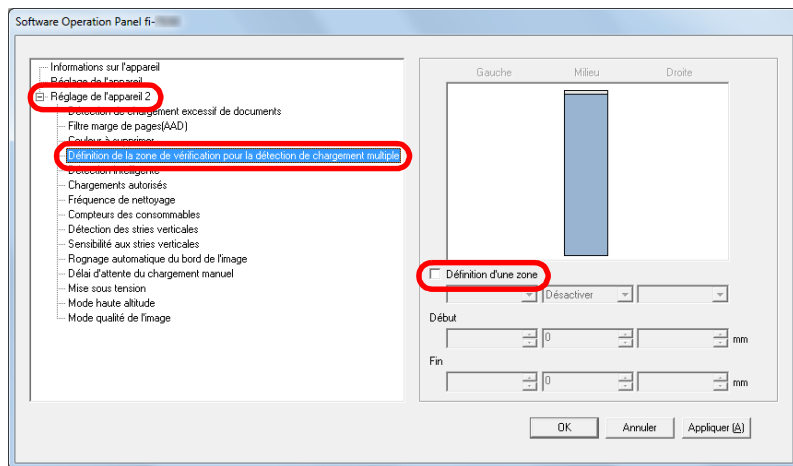 Software Operation Panel fi-
Informations sur l'appareil
Réglage de l'appareil
Réglage de l'appareil 2
Détection de chargement excessif de documents
Filtre marge de pages(AAD)
Couleur à supprimer
Définition de la zone de vérification pour la détection de chargement multiple
Détection intelligente
Chargements autorisés
Fréquence de nettoyage
Compteurs des consommables
Détection des stries verticales
Sensibilité aux stries verticales
Rognage automatique du bord de l'image
Délai d'attente du chargement manuel
Mise sous tension
Mode haute altitude
Mode qualité de l'image
Gauche Milieu Droite
Définition d'une zone
Désactiver
Début
0 mm
Fin
0 mm
OK Annuler Appliquer (A)